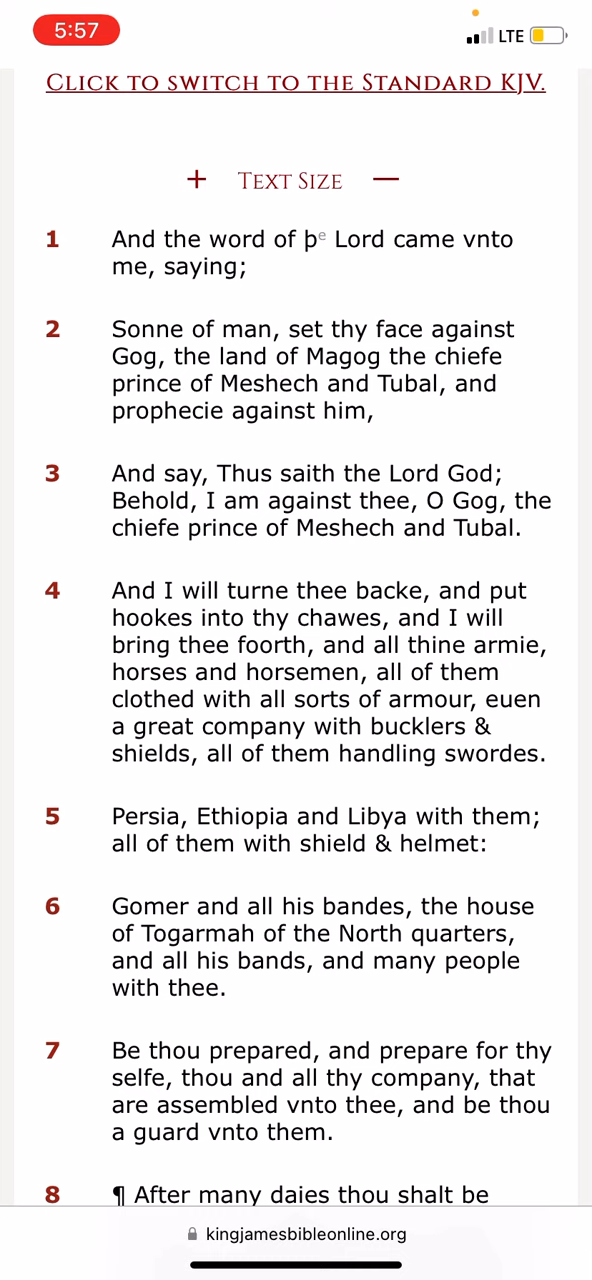 5:57
LTE
Click to switch to the Standard KJV.
+ Text Size —
1 And the word of þᵉ Lord came vnto
me, saying;
2 Sonne of man, set thy face against
Gog, the land of Magog the chiefe
prince of Meshech and Tubal, and
prophecie against him,
3 And say, Thus saith the Lord God;
Behold, I am against thee, O Gog, the
chiefe prince of Meshech and Tubal.
4 And I will turne thee backe, and put
hookes into thy chawes, and I will
bring thee foorth, and all thine armie,
horses and horsemen, all of them
clothed with all sorts of armour, euen
a great company with bucklers &
shields, all of them handling swordes.
5 Persia, Ethiopia and Libya with them;
all of them with shield & helmet:
6 Gomer and all his bandes, the house
of Togarmah of the North quarters,
and all his bands, and many people
with thee.
7 Be thou prepared, and prepare for thy
selfe, thou and all thy company, that
are assembled vnto thee, and be thou
a guard vnto them.
8 ¶ After many daies thou shalt be
kingjamesbibleonline.org